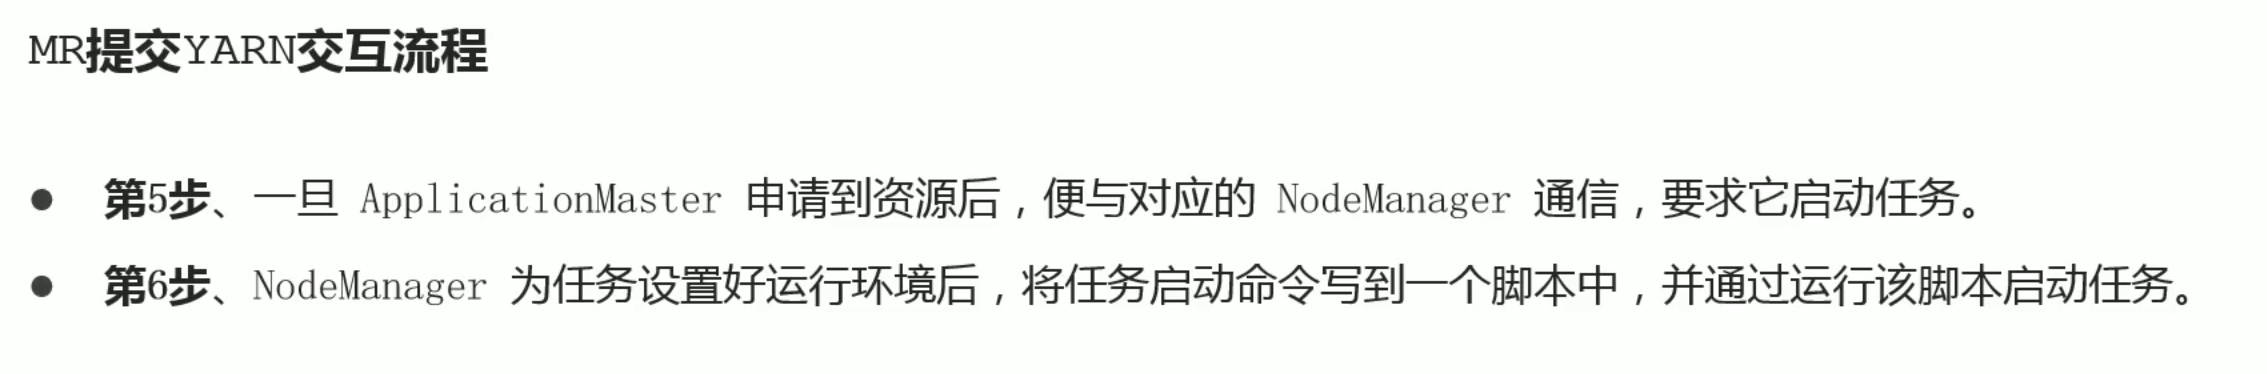 MR提交YARN交互流程
● 第5步、一旦 ApplicationMaster 申请到资源后，便与对应的 NodeManager 通信，要求它启动任务。
● 第6步、NodeManager 为任务设置好运行环境后，将任务启动命令写到一个脚本中，并通过运行该脚本启动任务。